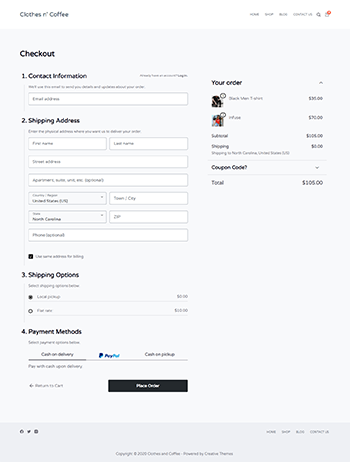 Clothes n' Coffee
HOME SHOP BLOG CONTACT US
Checkout
1. Contact Information
Already have an account? Log in.
We'll use this email to send you details and updates about your order.
Email address
2. Shipping Address
Enter the physical address where you want us to deliver your order.
First name Last name
Street address
Apartment, suite, unit, etc. (optional)
Country / Region
United States (US)
Town / City
State
North Carolina
ZIP
Phone (optional)
Use same address for billing
3. Shipping Options
Select shipping options below.
Local pickup $0.00
Flat rate $10.00
4. Payment Methods
Select payment options below.
Cash on delivery PayPal Cash on pickup
Pay with cash upon delivery.
Return to Cart
Place Order
Your order
Black Man T-shirt
Infuse $70.00
Subtotal $105.00
Shipping $0.00
Shipping to North Carolina, United States (US)
Coupon Code?
Total $105.00
HOME SHOP BLOG CONTACT US
Copyright © 2023 Clothes and Coffee - Powered by Creative Themes